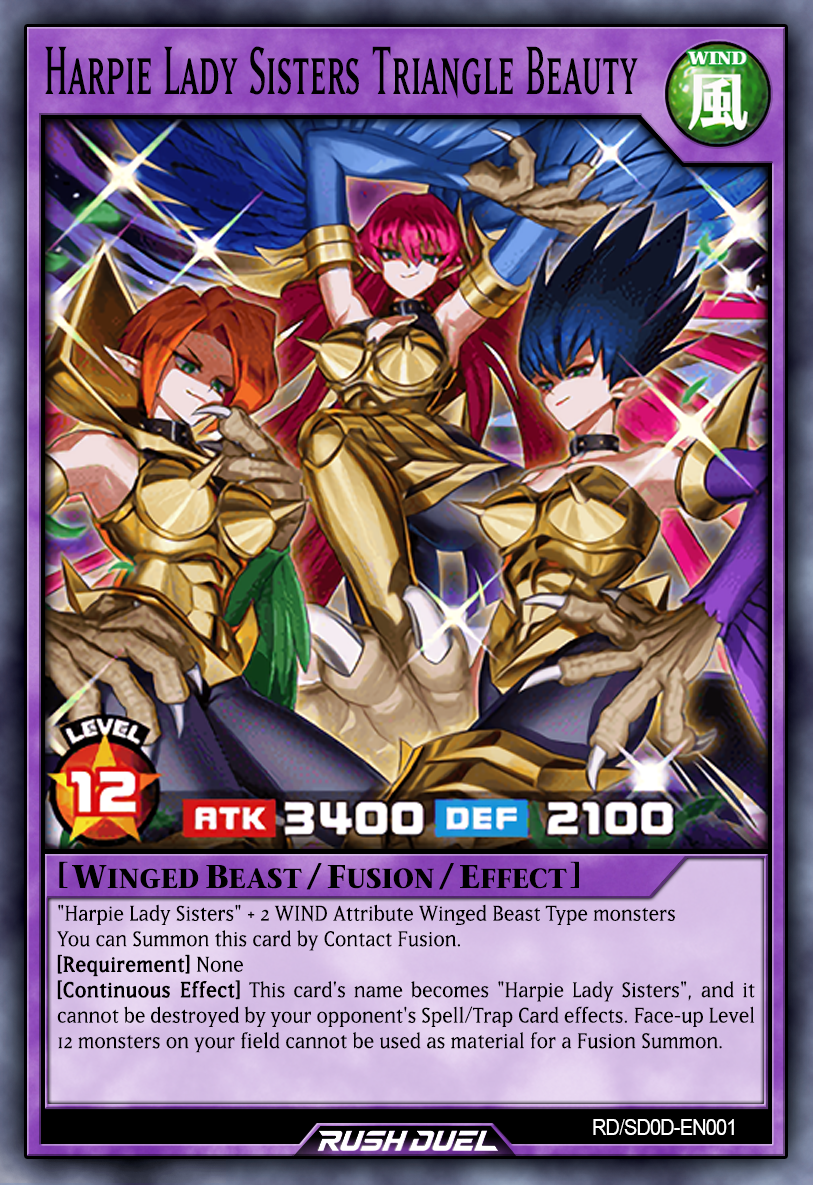 Harpie Lady Sisters Triangle Beauty
WIND
風
LEVEL
12
ATK 3400 DEF 2100
[Winged Beast / Fusion / Effect]
"Harpie Lady Sisters" + 2 WIND Attribute Winged Beast Type monsters
You can Summon this card by Contact Fusion.
[Requirement] None
[Continuous Effect] This card's name becomes "Harpie Lady Sisters", and it
cannot be destroyed by your opponent's Spell/Trap Card effects. Face-up Level
12 monsters on your field cannot be used as material for a Fusion Summon.
RD/SD0D-EN001
RUSH DUEL